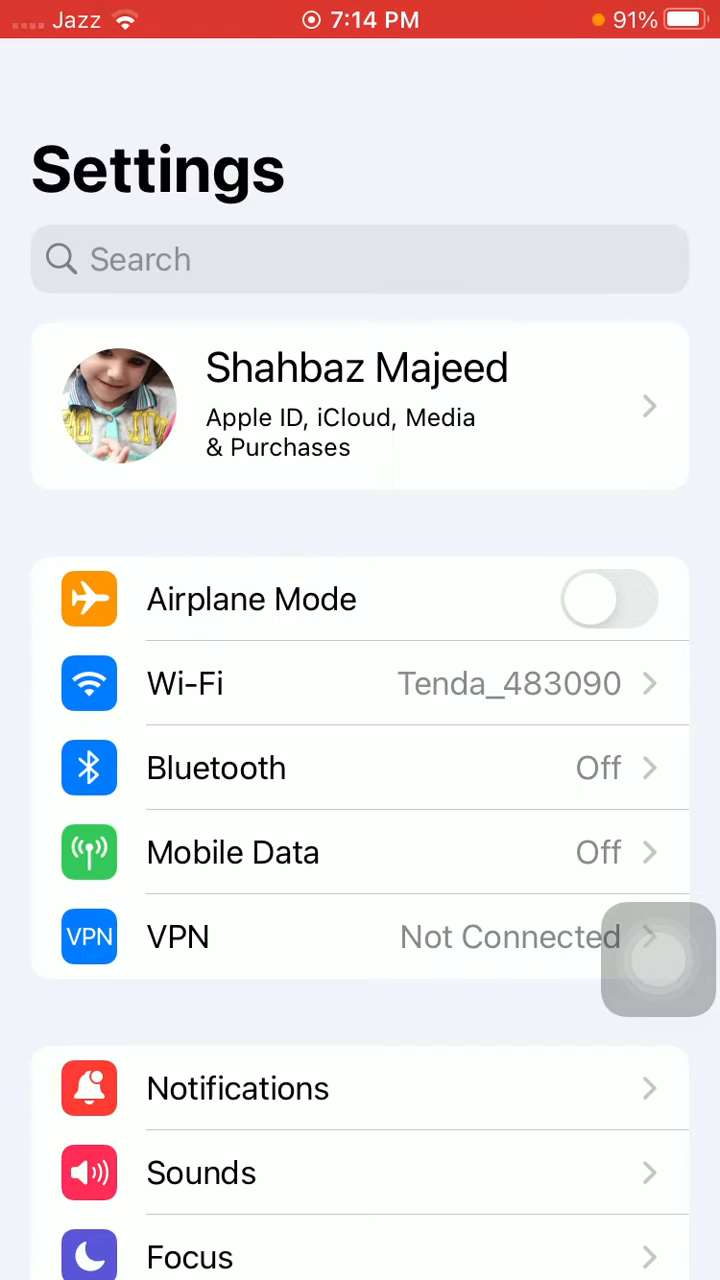 Jazz 7:14 PM 91%
Settings
Search
Shahbaz Majeed
Apple ID, iCloud, Media
& Purchases
Airplane Mode
Wi-Fi Tenda_483090
Bluetooth Off
Mobile Data Off
VPN VPN Not Connected
Notifications
Sounds
Focus